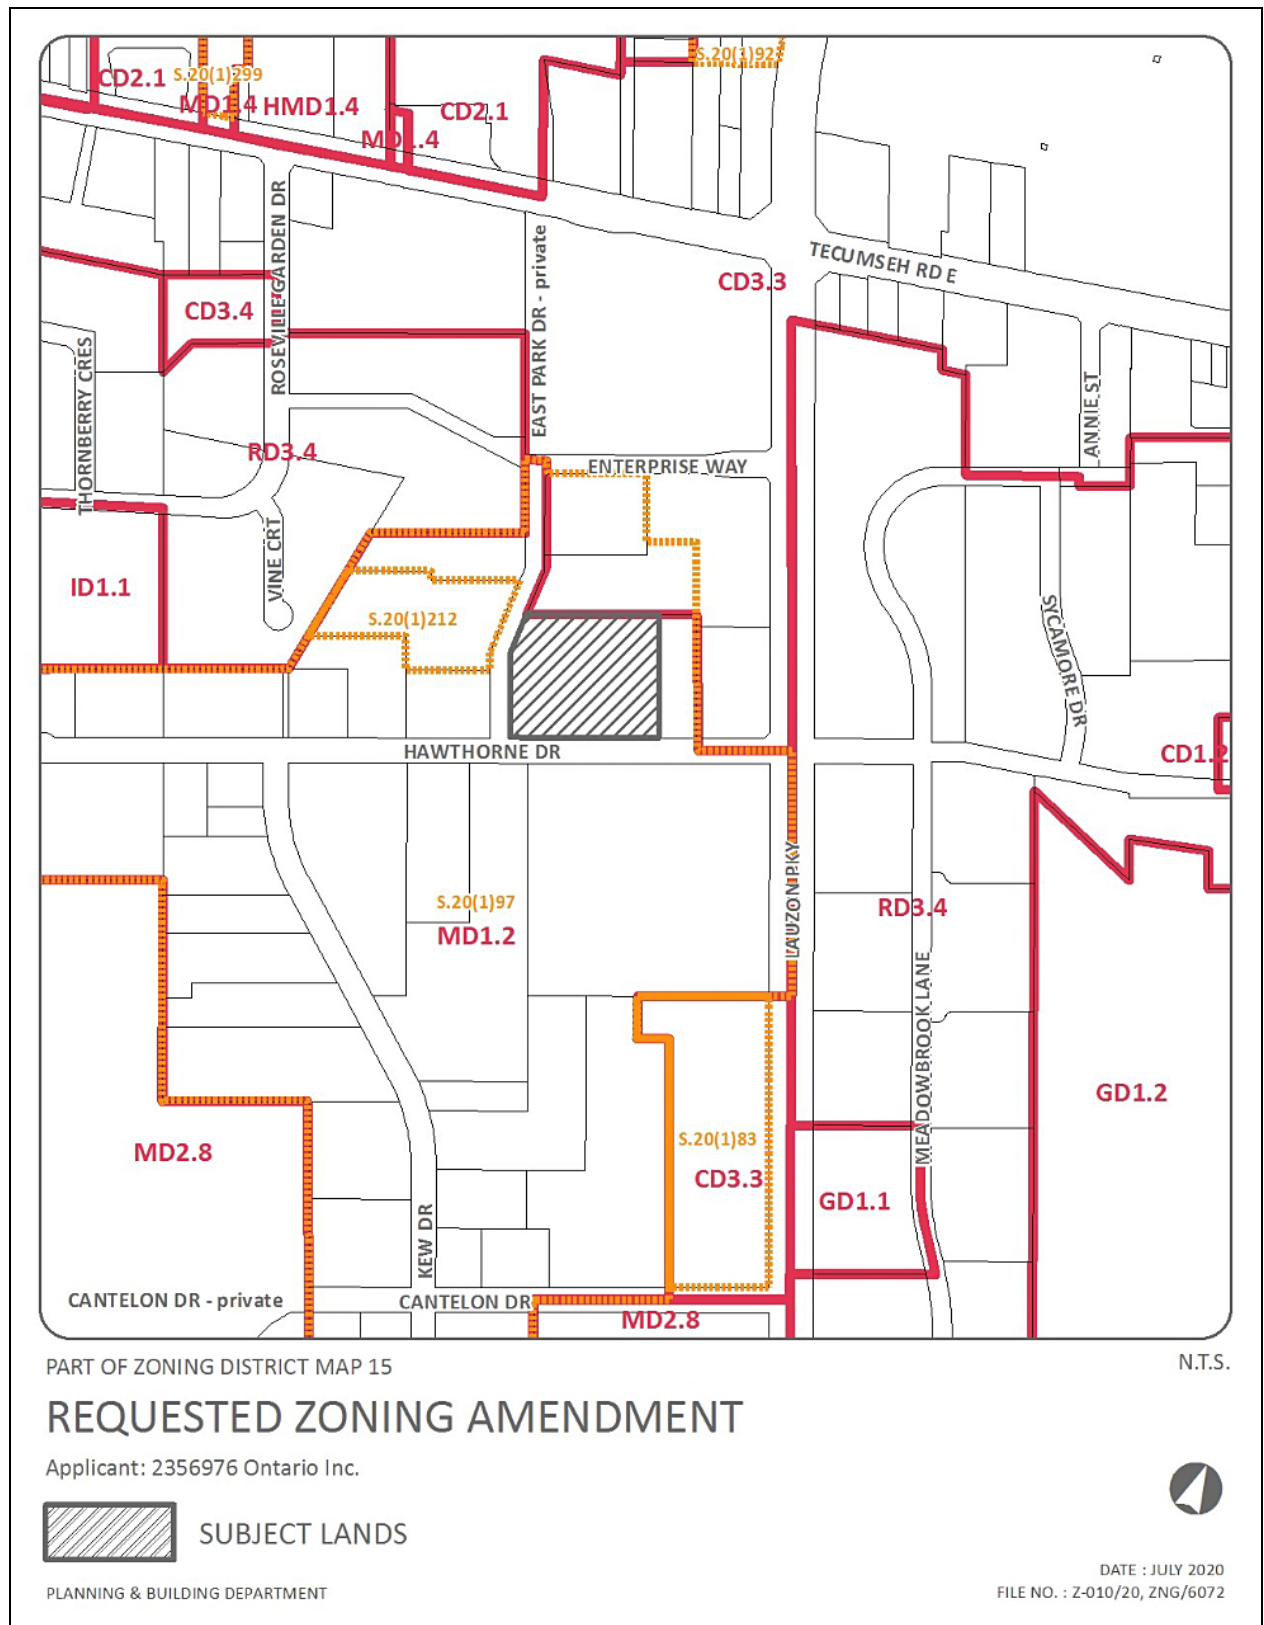 S.20(1)92
CD2.1
S.20(1)299
MD1.4
HMD1.4
CD2.1
MD1.4
ROSEVILLE GARDEN DR
EAST PARK DR - private
TECUMSEH RD E
CD3.3
CD3.4
THORNBERRY CRES
ANNIE ST
RD3.4
ENTERPRISE WAY
VINE CRT
ID1.1
S.20(1)212
SYCAMORE DR
HAWTHORNE DR
CD1.2
LAUZON PKY
S.20(1)97
MD1.2
RD3.4
MEADOWBROOK LANE
GD1.2
S.20(1)83
MD2.8
CD3.3
GD1.1
KEW DR
CANTELON DR - private
CANTELON DR
MD2.8
PART OF ZONING DISTRICT MAP 15
N.T.S.
REQUESTED ZONING AMENDMENT
Applicant: 2356976 Ontario Inc.
SUBJECT LANDS
PLANNING & BUILDING DEPARTMENT
DATE : JULY 2020
FILE NO. : Z-010/20, ZNG/6072